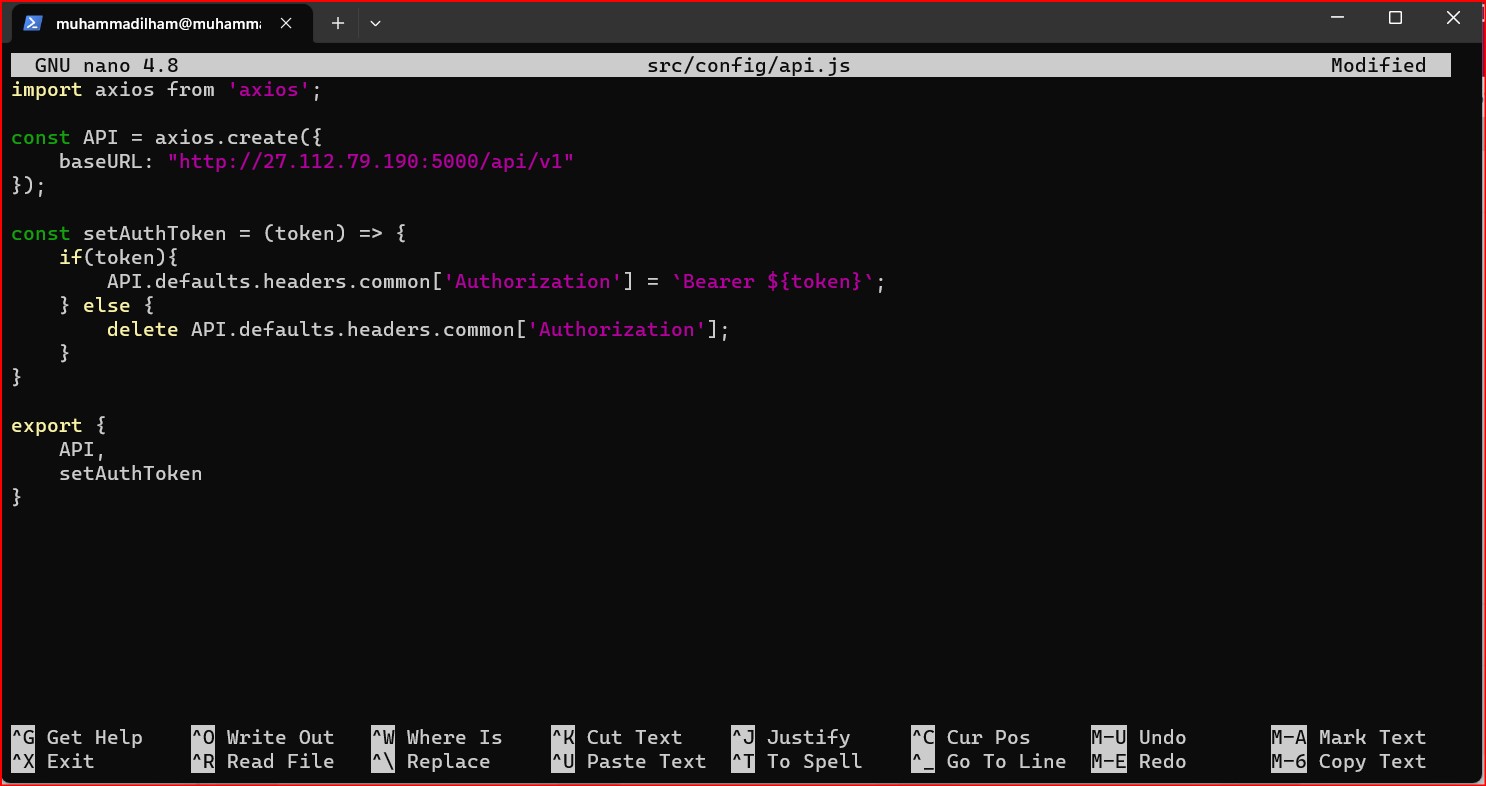 muhammadilham@muhamma
GNU nano 4.8 src/config/api.js Modified
import axios from 'axios';
const API = axios.create({
    baseURL: "http://27.112.79.190:5000/api/v1"
});
const setAuthToken = (token) => {
    if(token){
        API.defaults.headers.common['Authorization'] = `Bearer ${token}`;
    } else {
        delete API.defaults.headers.common['Authorization'];
    }
}
export {
    API,
    setAuthToken
}
^G Get Help ^O Write Out ^W Where Is ^K Cut Text ^J Justify ^C Cur Pos M-U Undo M-A Mark Text
^X Exit ^R Read File ^\ Replace ^U Paste Text ^T To Spell ^_ Go To Line M-E Redo M-6 Copy Text